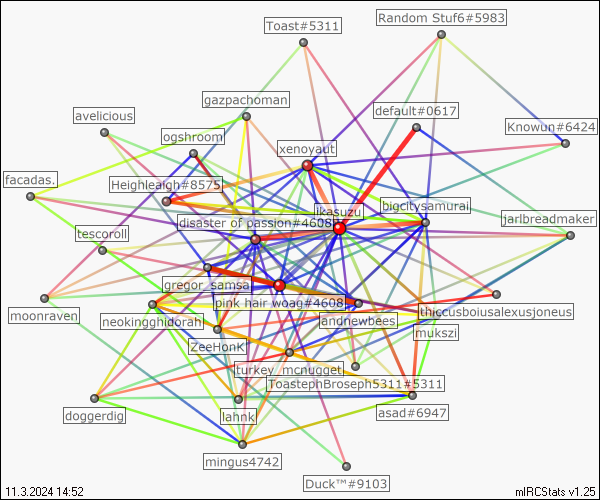 Random Stuf6#5983
Toast#5311
gazpachoman
default#0617
avelicious
Knowun#6424
ogshroom
xenoyaut
facadas.
Heighleaigh#8575
ikasuzu
bigcitysamurai
jarlbreadmaker
disaster of passion#4608
tescoroll
gregor_samsa
pink hair woag#4608
moonraven
neokingghidorah
andrewbees
thiccusboiusalexusjoneus
mukszi
ZeeHonK
turkey_mcnugget
ToastephBroseph5311#5311
doggerdig
lahnk
asad#6947
mingus4742
Duck™#9103
11.3.2024 14:52
mIRCStats v1.25